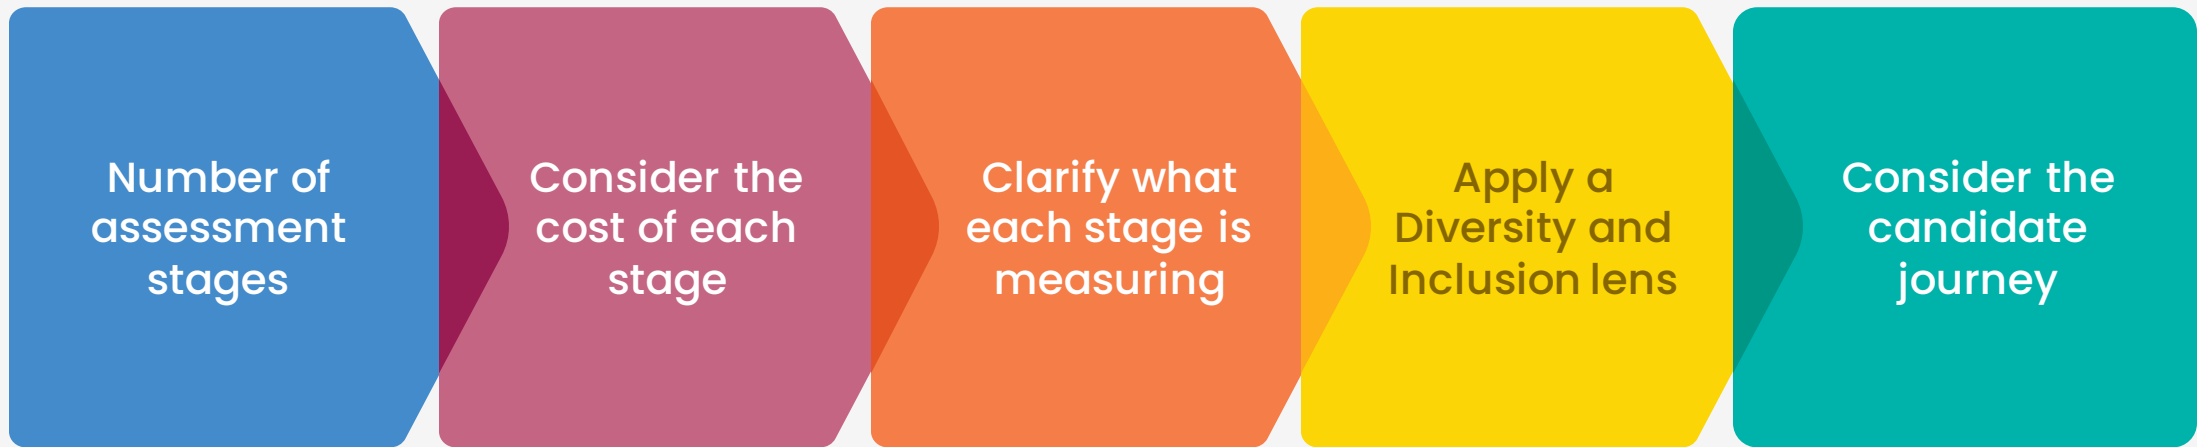 Number of
assessment
stages
Consider the
cost of each
stage
Clarify what
each stage is
measuring
Apply a
Diversity and
Inclusion lens
Consider the
candidate
journey